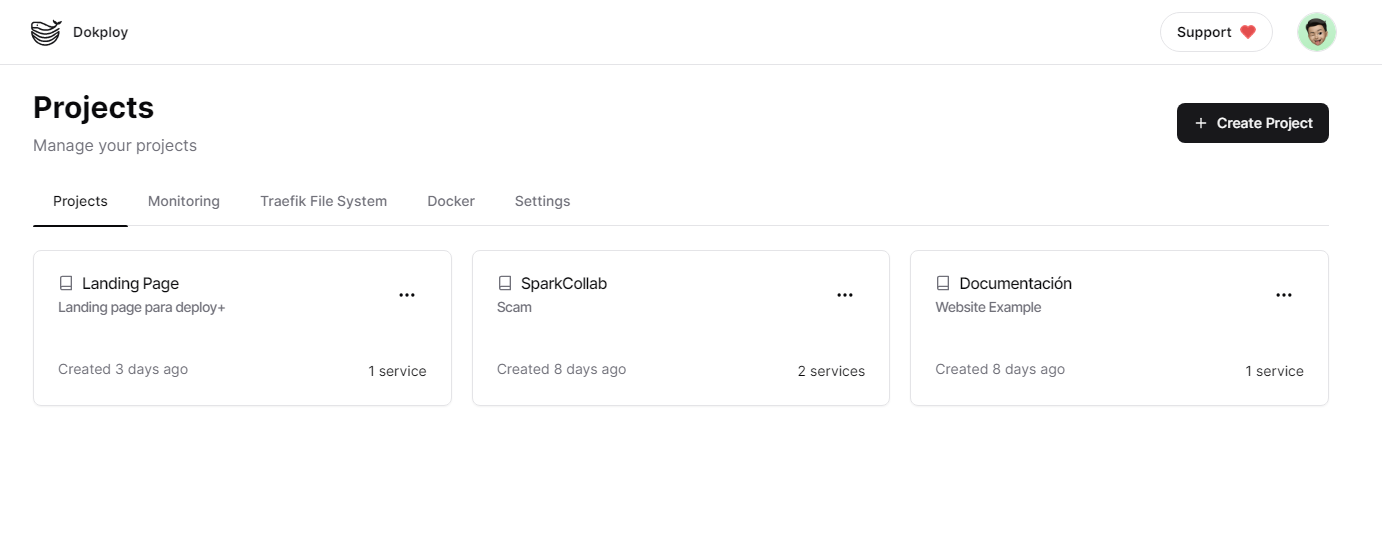 Dokploy
Support
Projects
Manage your projects
Create Project
Projects Monitoring Traefik File System Docker Settings
Landing Page
Landing page para deploy+
Created 3 days ago
1 service
SparkCollab
Scam
Created 8 days ago
2 services
Documentación
Website Example
Created 8 days ago
1 service